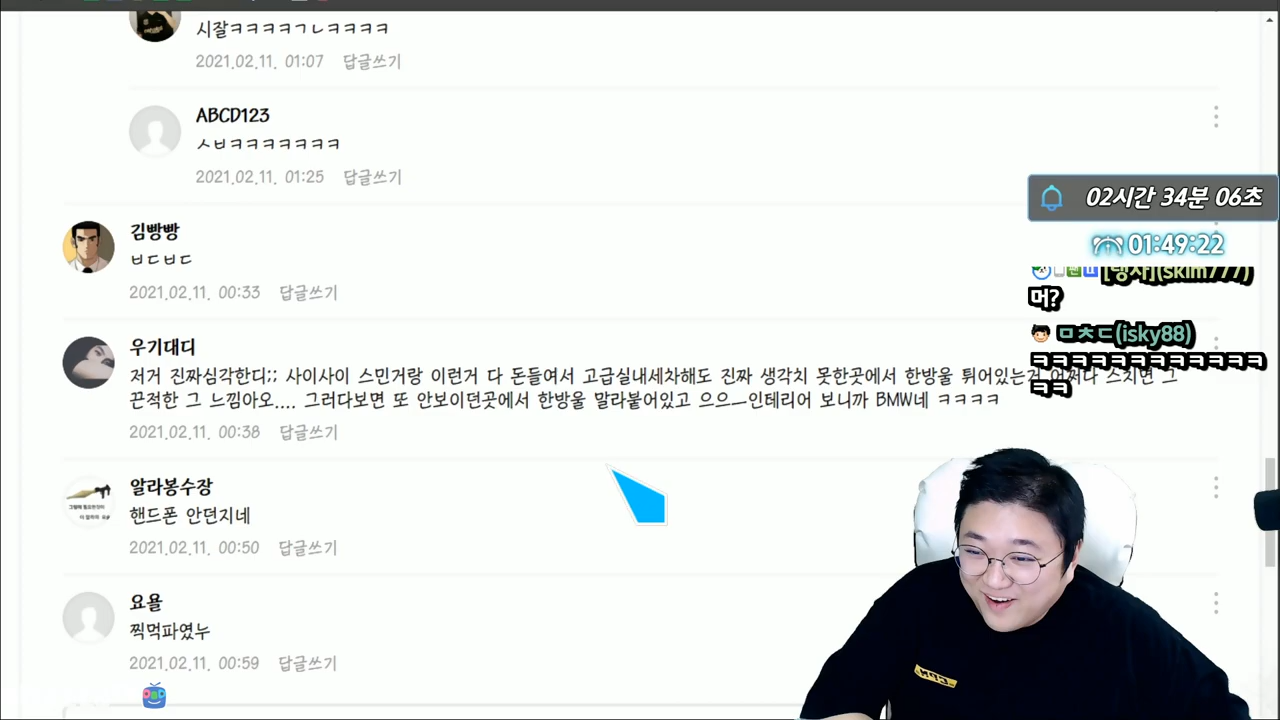 시잘ㅋㅋㅋㅋㄱㄴㅋㅋㅋㅋ
2021.02.11. 01:07 답글쓰기
ABCD123
ㅅㅂㅋㅋㅋㅋㅋㅋㅋ
2021.02.11. 01:25 답글쓰기
02시간 34분 06초
01:49:22
김빵빵
ㅂㄷㅂㄷ
2021.02.11. 00:33 답글쓰기
(skim777)
머?
ㅁㅊㄷ(isky88)
ㅋㅋㅋㅋㅋㅋㅋㅋㅋㅋㅋㅋ
ㅋㅋ
우기대디
저거 진짜심각한디;; 사이사이 스민거랑 이런거 다 돈들여서 고급실내세차해도 진짜 생각치 못한곳에서 한방울 튀어있는거 어쩌다 스치면 그
끈적한 그 느낌아오.... 그러다보면 또 안보이던곳에서 한방울 말라붙어있고 으으ㅡ인테리어 보니까 BMW네 ㅋㅋㅋㅋ
2021.02.11. 00:38 답글쓰기
알라봉수장
핸드폰 안던지네
2021.02.11. 00:50 답글쓰기
요욜
찍먹파였누
2021.02.11. 00:59 답글쓰기